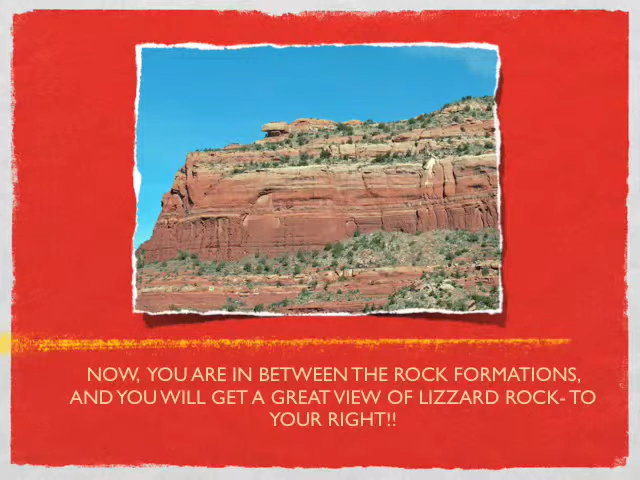 NOW, YOU ARE IN BETWEEN THE ROCK FORMATIONS,
AND YOU WILL GET A GREAT VIEW OF LIZZARD ROCK- TO
YOUR RIGHT!!